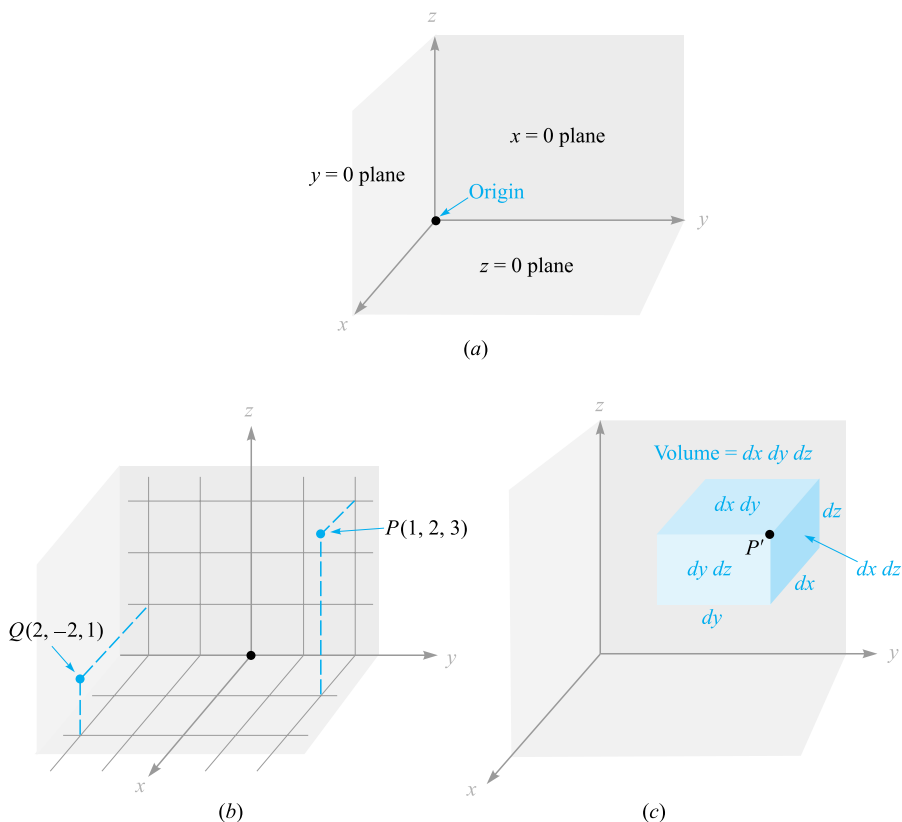 z
x = 0 plane
y = 0 plane
Origin
y
z = 0 plane
x
(a)
z
P(1, 2, 3)
Q(2, −2, 1)
y
x
(b)
z
Volume = dx dy dz
dx dy
dz
P′
dy dz
dx dz
dx
dy
y
x
(c)